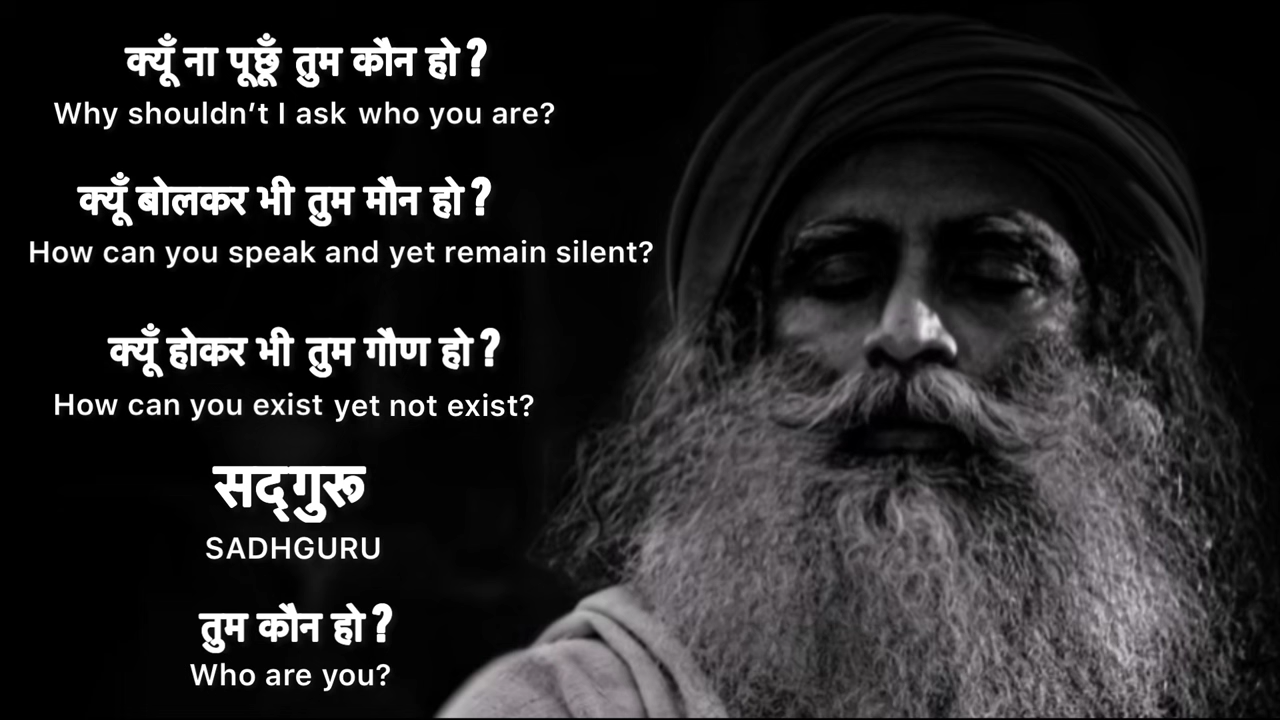 क्यूँ ना पूछूँ तुम कौन हो?
Why shouldn't I ask who you are?
क्यूँ बोलकर भी तुम मौन हो?
How can you speak and yet remain silent?
क्यूँ होकर भी तुम गौण हो?
How can you exist yet not exist?
सद्गुरू
SADHGURU
तुम कौन हो?
Who are you?